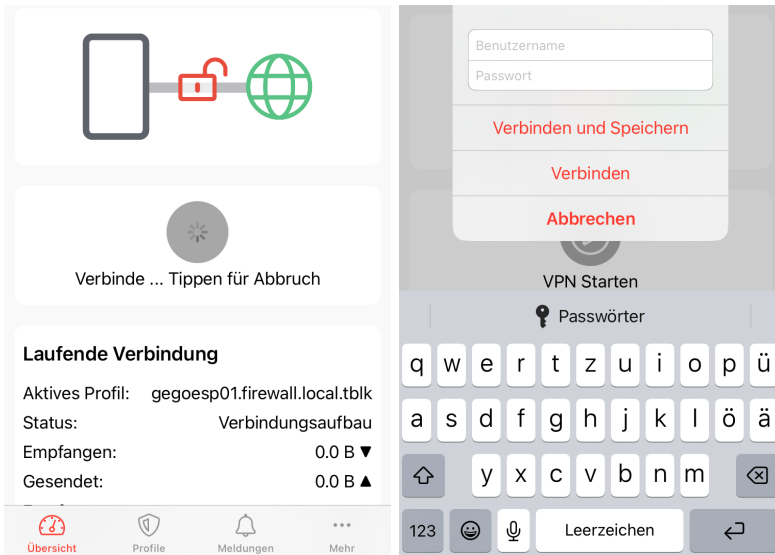 Verbinde ... Tippen für Abbruch
Laufende Verbindung
Aktives Profil: gegoesp01.firewall.local.tblk
Status: Verbindungsaufbau
Empfangen: 0.0 B ▼
Gesendet: 0.0 B ▲
Übersicht Profile Meldungen Mehr
Benutzername
Passwort
Verbinden und Speichern
Verbinden
Abbrechen
VPN Starten
Passwörter
q w e r t z u i o p ü
a s d f g h j k l ö ä
y x c v b n m
123 Leerzeichen